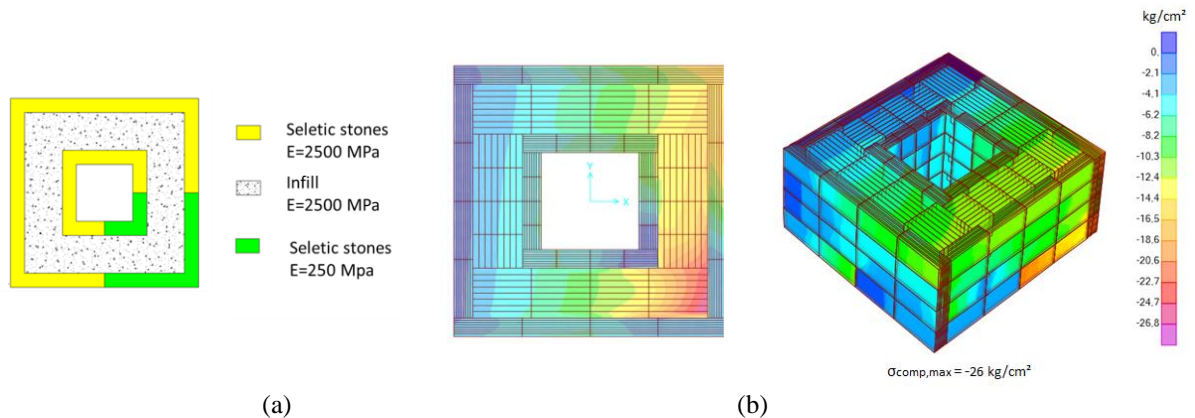 Seletic stones
E=2500 MPa
Infill
E=2500 MPa
Seletic stones
E=250 Mpa
(a)
Y
X
kg/cm²
0.
-2,1
-4,1
-6,2
-8,2
-10,3
-12,4
-14,4
-16,5
-18,6
-20,6
-22,7
-24,7
-26,8
σcomp,max = -26 kg/cm²
(b)